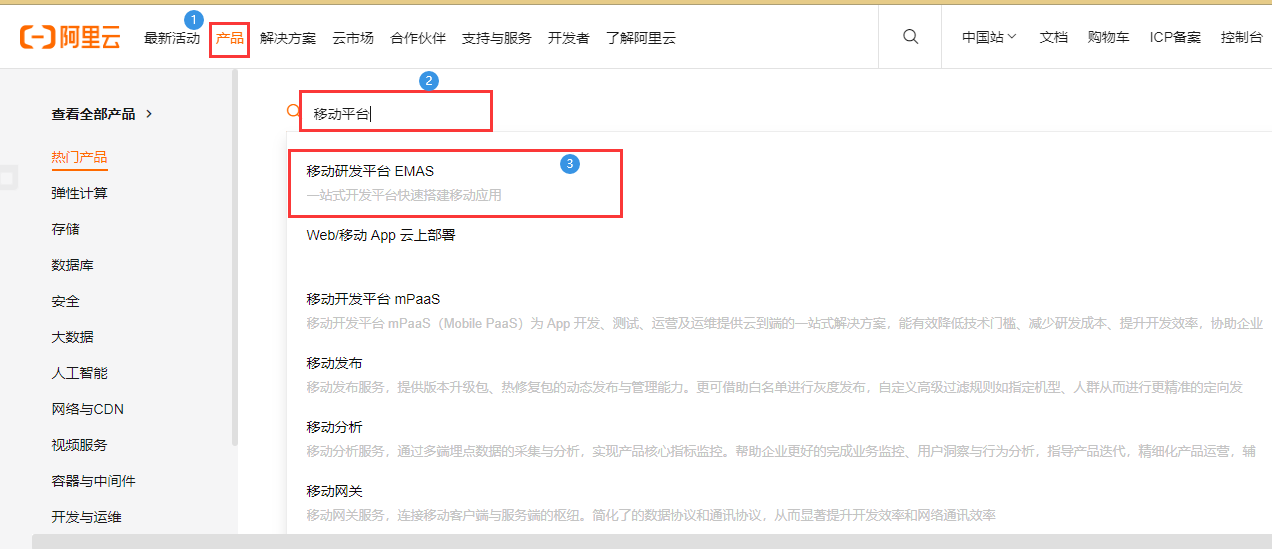 阿里云 最新活动 产品 解决方案 云市场 合作伙伴 支持与服务 开发者 了解阿里云 中国站 文档 购物车 ICP备案 控制台
1
2
查看全部产品
移动平台
热门产品
弹性计算
存储
数据库
安全
大数据
人工智能
网络与CDN
视频服务
容器与中间件
开发与运维
移动研发平台 EMAS
3
一站式开发平台快速搭建移动应用
Web/移动 App 云上部署
移动开发平台 mPaaS
移动开发平台 mPaaS（Mobile PaaS）为 App 开发、测试、运营及运维提供云到端的一站式解决方案，能有效降低技术门槛、减少研发成本、提升开发效率，协助企业
移动发布
移动发布服务，提供版本升级包、热修复包的动态发布与管理能力。更可借助白名单进行灰度发布，自定义高级过滤规则如指定机型、人群从而进行更精准的定向发
移动分析
移动分析服务，通过多端埋点数据的采集与分析，实现产品核心指标监控。帮助企业更好的完成业务监控、用户洞察与行为分析，指导产品迭代，精细化产品运营，辅
移动网关
移动网关服务，连接移动客户端与服务端的枢纽。简化了的数据协议和通讯协议，从而显著提升开发效率和网络通讯效率